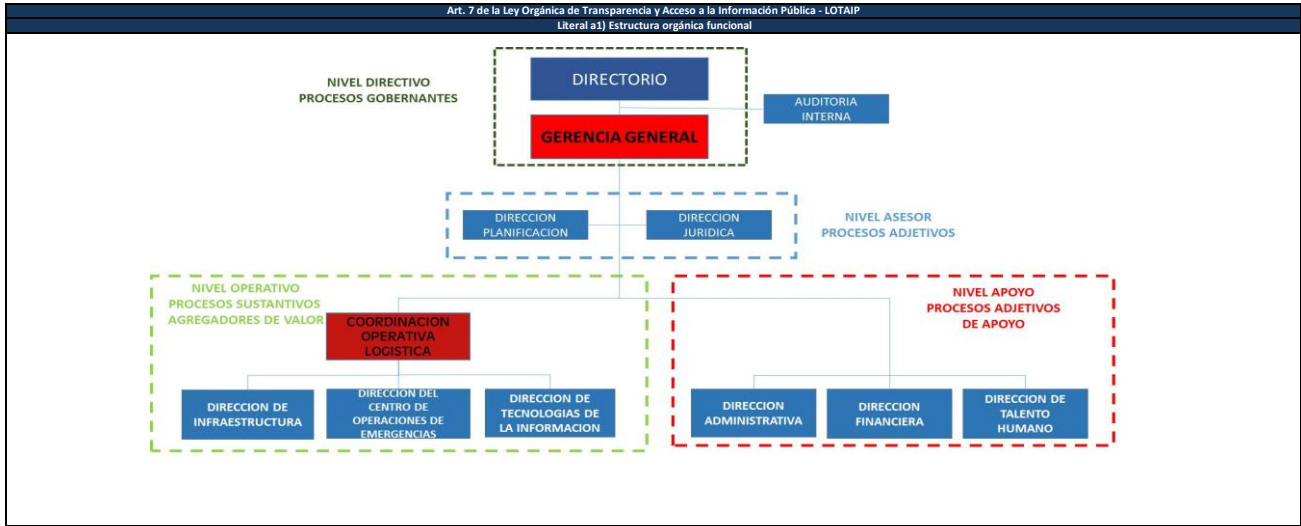 Art. 7 de la Ley Orgánica de Transparencia y Acceso a la Información Pública - LOTAIP
Literal a1) Estructura orgánica funcional
NIVEL DIRECTIVO
PROCESOS GOBERNANTES
DIRECTORIO
AUDITORIA
INTERNA
GERENCIA GENERAL
DIRECCION
PLANIFICACION
DIRECCION
JURIDICA
NIVEL ASESOR
PROCESOS ADJETIVOS
NIVEL OPERATIVO
PROCESOS SUSTANTIVOS
AGREGADORES DE VALOR
COORDINACION
OPERATIVA
LOGISTICA
NIVEL APOYO
PROCESOS ADJETIVOS
DE APOYO
DIRECCION DE
INFRAESTRUCTURA
DIRECCION DEL
CENTRO DE
OPERACIONES DE
EMERGENCIAS
DIRECCION DE
TECNOLOGIAS DE
LA INFORMACION
DIRECCION
ADMINISTRATIVA
DIRECCION
FINANCIERA
DIRECCION DE
TALENTO
HUMANO